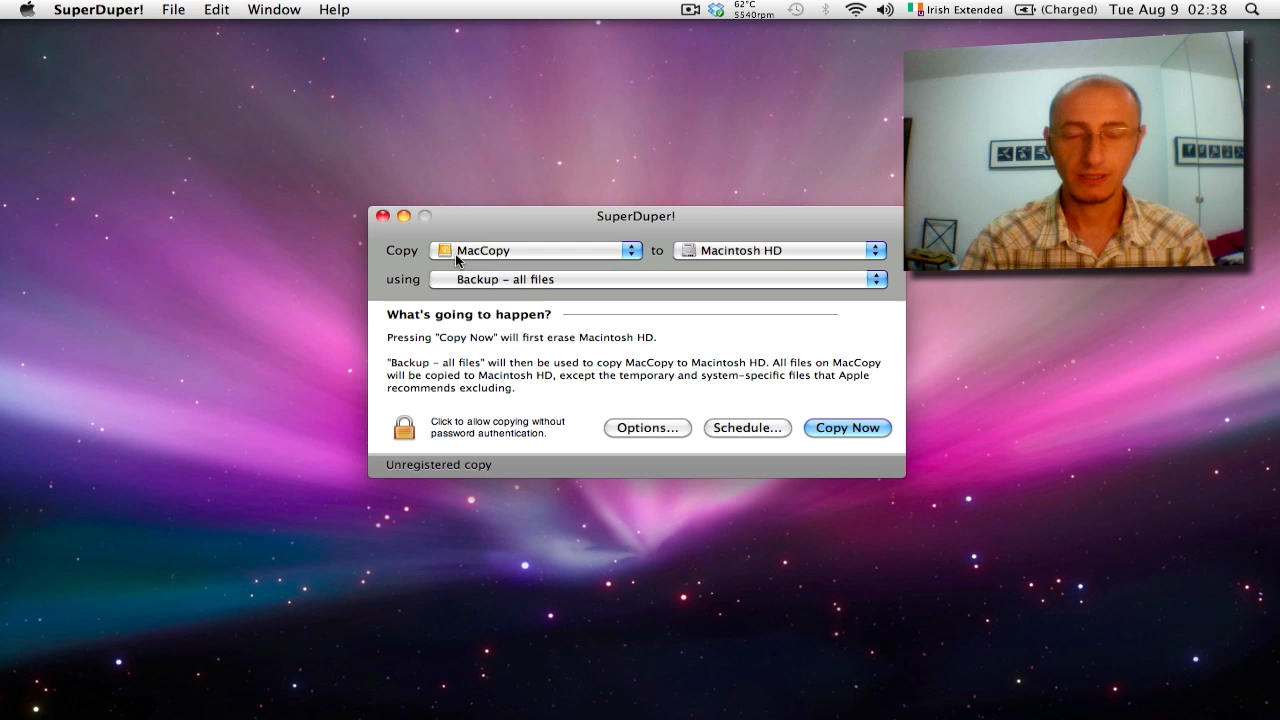 SuperDuper! File Edit Window Help
62°C
5540rpm
Irish Extended (Charged) Tue Aug 9 02:38
SuperDuper!
Copy MacCopy to Macintosh HD
using Backup – all files
What's going to happen?
Pressing "Copy Now" will first erase Macintosh HD.
"Backup – all files" will then be used to copy MacCopy to Macintosh HD. All files on MacCopy
will be copied to Macintosh HD, except the temporary and system-specific files that Apple
recommends excluding.
Click to allow copying without
password authentication.
Options... Schedule... Copy Now
Unregistered copy